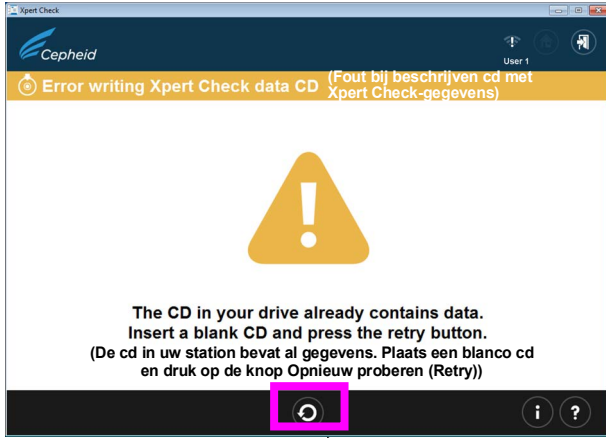 Xpert Check
Cepheid
User 1
Error writing Xpert Check data CD
(Fout bij beschrijven cd met
Xpert Check-gegevens)
The CD in your drive already contains data.
Insert a blank CD and press the retry button.
(De cd in uw station bevat al gegevens. Plaats een blanco cd
en druk op de knop Opnieuw proberen (Retry))
i ?